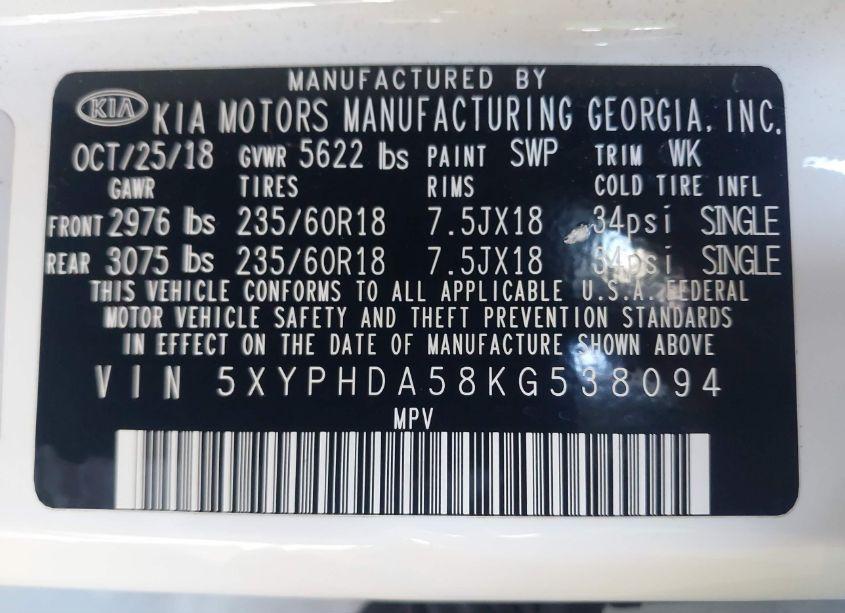 MANUFACTURED BY
KIA KIA MOTORS MANUFACTURING GEORGIA, INC.
OCT/25/18 GVWR 5622 lbs PAINT SWP TRIM WK
GAWR TIRES RIMS COLD TIRE INFL
FRONT 2976 lbs 235/60R18 7.5JX18 34psi SINGLE
REAR 3075 lbs 235/60R18 7.5JX18 34psi SINGLE
THIS VEHICLE CONFORMS TO ALL APPLICABLE U.S.A. FEDERAL
MOTOR VEHICLE SAFETY AND THEFT PREVENTION STANDARDS
IN EFFECT ON THE DATE OF MANUFACTURE SHOWN ABOVE
VIN 5XYPHDA58KG538094
MPV